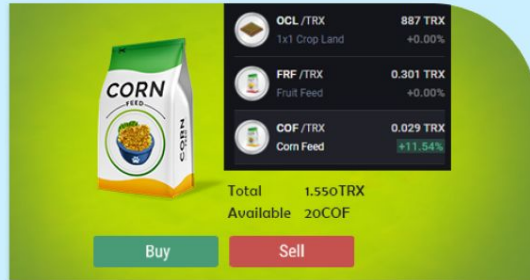 CORN
FEED
CORN
OCL /TRX 887 TRX
1x1 Crop Land +0.00%
FRF /TRX 0.301 TRX
Fruit Feed +0.00%
COF /TRX 0.029 TRX
Corn Feed +11.54%
Total 1.550TRX
Available 20COF
Buy Sell